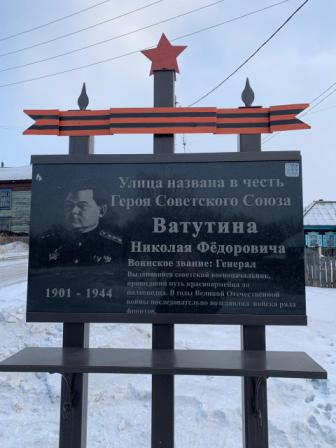 Улица названа в честь
Героя Советского Союза
Ватутина
Николая Фёдоровича
Воинское звание: Генерал
Выдающийся советский военачальник,
прошедший путь красноармейца до
полководца. В годы Великой Отечественной
войны последовательно возглавлял войска ряда
фронтов.
1901 - 1944